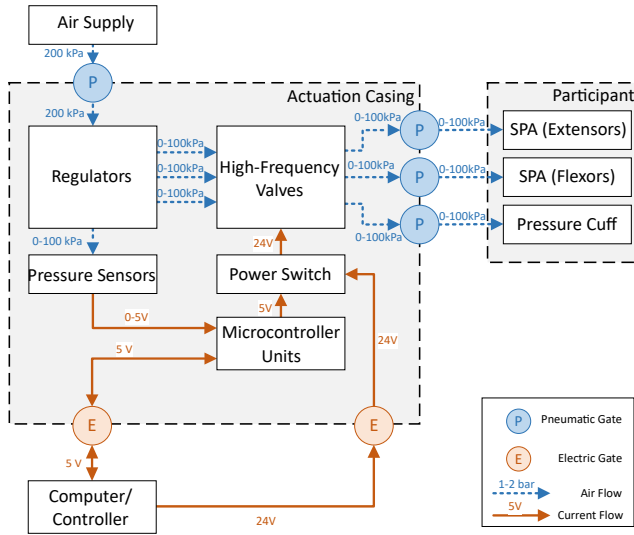 Air Supply
200 kPa
P
200 kPa
Actuation Casing
Participant
Regulators
0-100kPa
0-100kPa
0-100kPa
High-Frequency
Valves
0-100kPa
0-100kPa
0-100kPa
P
P
P
0-100kPa
0-100kPa
0-100kPa
SPA (Extensors)
SPA (Flexors)
Pressure Cuff
0-100 kPa
Pressure Sensors
24V
Power Switch
0-5V
5V
Microcontroller
Units
5 V
24V
E
E
5 V
Computer/
Controller
24V
P
Pneumatic Gate
E
Electric Gate
1-2 bar
Air Flow
5V
Current Flow